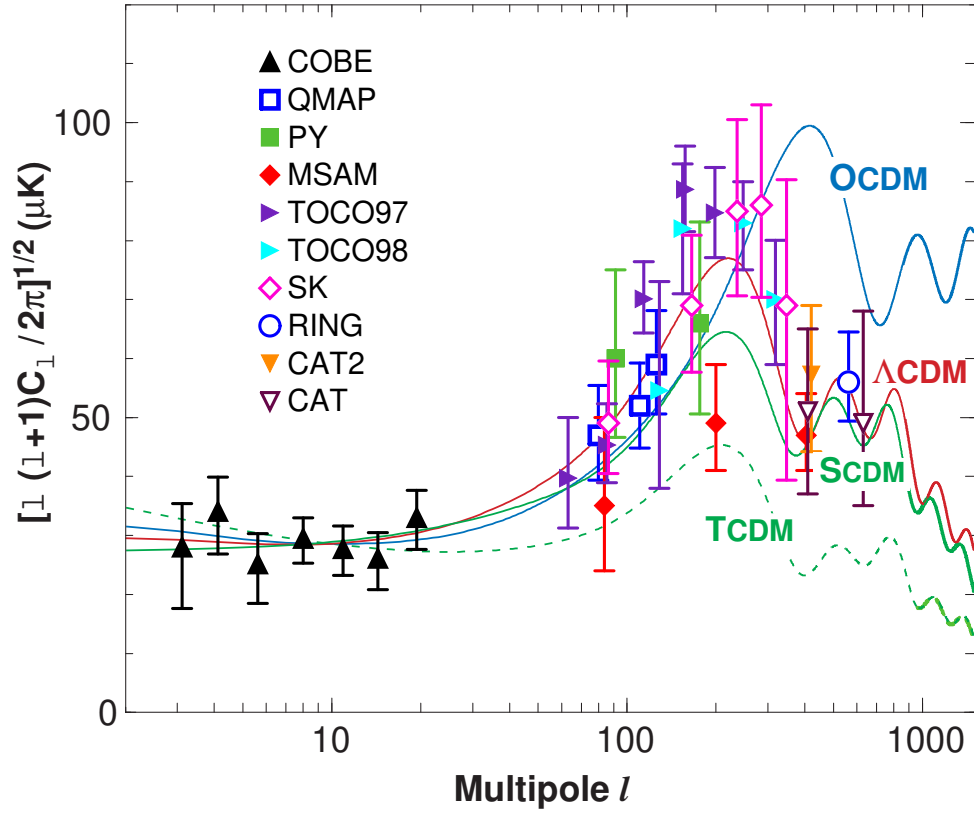 [l (l+1)C_l /2π]^1/2 (μK)
100
50
0
COBE
QMAP
PY
MSAM
TOCO97
TOCO98
SK
RING
CAT2
CAT
OCDM
ΛCDM
SCDM
TCDM
10
100
1000
Multipole l